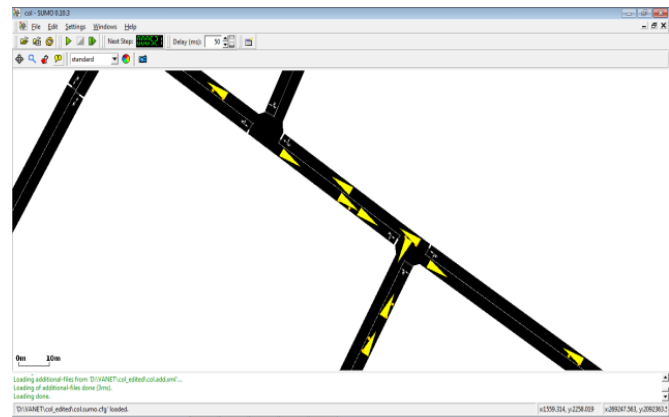 col - SUMO 0.10.3
File Edit Settings Windows Help
Next Step: Delay (ms): 50
standard
0m 10m
Loading additional-files from 'D:\VANET\col_edited\col.add.xml'...
Loading of additional-files done (3ms).
Loading done.
'D:\VANET\col_edited\col.sumo.cfg' loaded. x:1559.314, y:2258.019